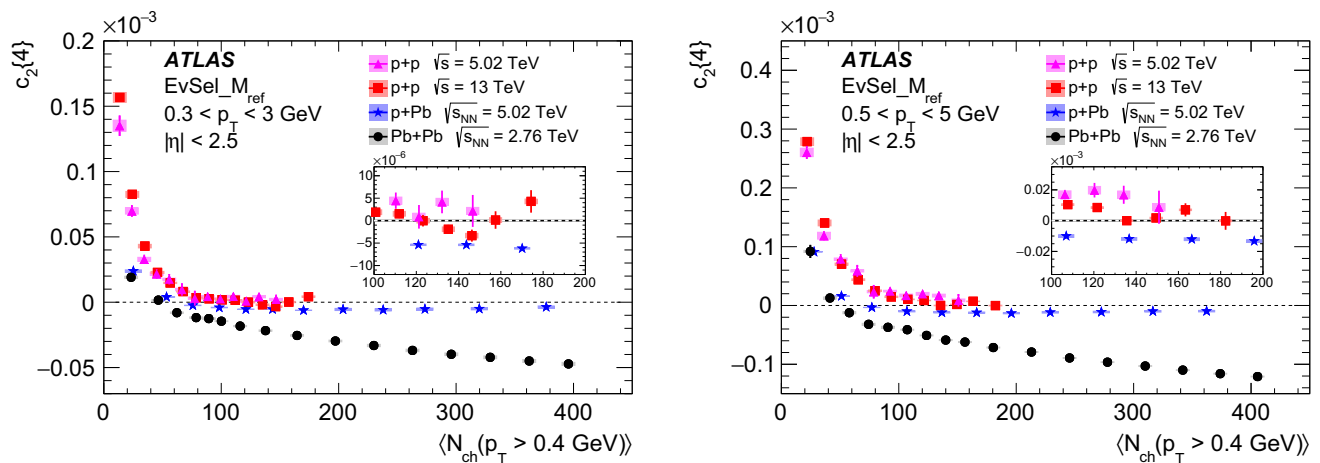 ×10⁻³
c₂{4}
0.2
0.15
0.1
0.05
0
−0.05
ATLAS
EvSel_M_ref
0.3 < p_T < 3 GeV
|η| < 2.5
p+p √s = 5.02 TeV
p+p √s = 13 TeV
p+Pb √s_NN = 5.02 TeV
Pb+Pb √s_NN = 2.76 TeV
×10⁻⁶
10
5
0
−5
−10
100 120 140 160 180 200
0 100 200 300 400
⟨N_ch(p_T > 0.4 GeV)⟩
×10⁻³
c₂{4}
0.4
0.3
0.2
0.1
0
−0.1
ATLAS
EvSel_M_ref
0.5 < p_T < 5 GeV
|η| < 2.5
p+p √s = 5.02 TeV
p+p √s = 13 TeV
p+Pb √s_NN = 5.02 TeV
Pb+Pb √s_NN = 2.76 TeV
×10⁻³
0.02
0
−0.02
100 120 140 160 180 200
0 100 200 300 400
⟨N_ch(p_T > 0.4 GeV)⟩